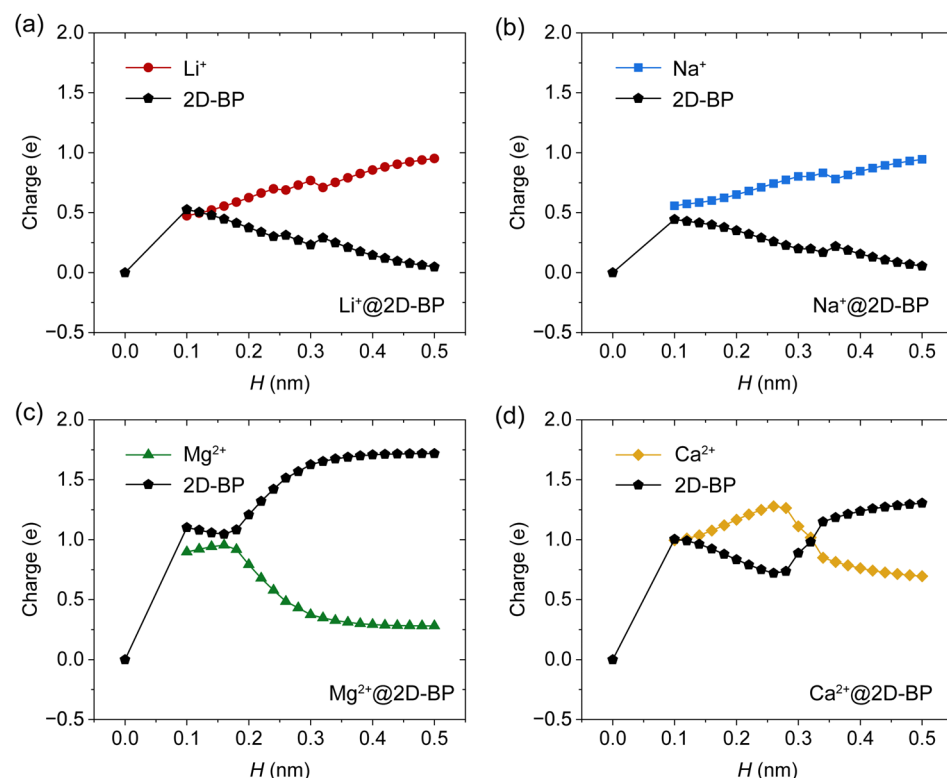 (a)
2.0
1.5
1.0
0.5
0.0
−0.5
Charge (e)
Li⁺
2D-BP
Li⁺@2D-BP
0.0 0.1 0.2 0.3 0.4 0.5
H (nm)
(b)
2.0
1.5
1.0
0.5
0.0
−0.5
Charge (e)
Na⁺
2D-BP
Na⁺@2D-BP
0.0 0.1 0.2 0.3 0.4 0.5
H (nm)
(c)
2.0
1.5
1.0
0.5
0.0
−0.5
Charge (e)
Mg²⁺
2D-BP
Mg²⁺@2D-BP
0.0 0.1 0.2 0.3 0.4 0.5
H (nm)
(d)
2.0
1.5
1.0
0.5
0.0
−0.5
Charge (e)
Ca²⁺
2D-BP
Ca²⁺@2D-BP
0.0 0.1 0.2 0.3 0.4 0.5
H (nm)